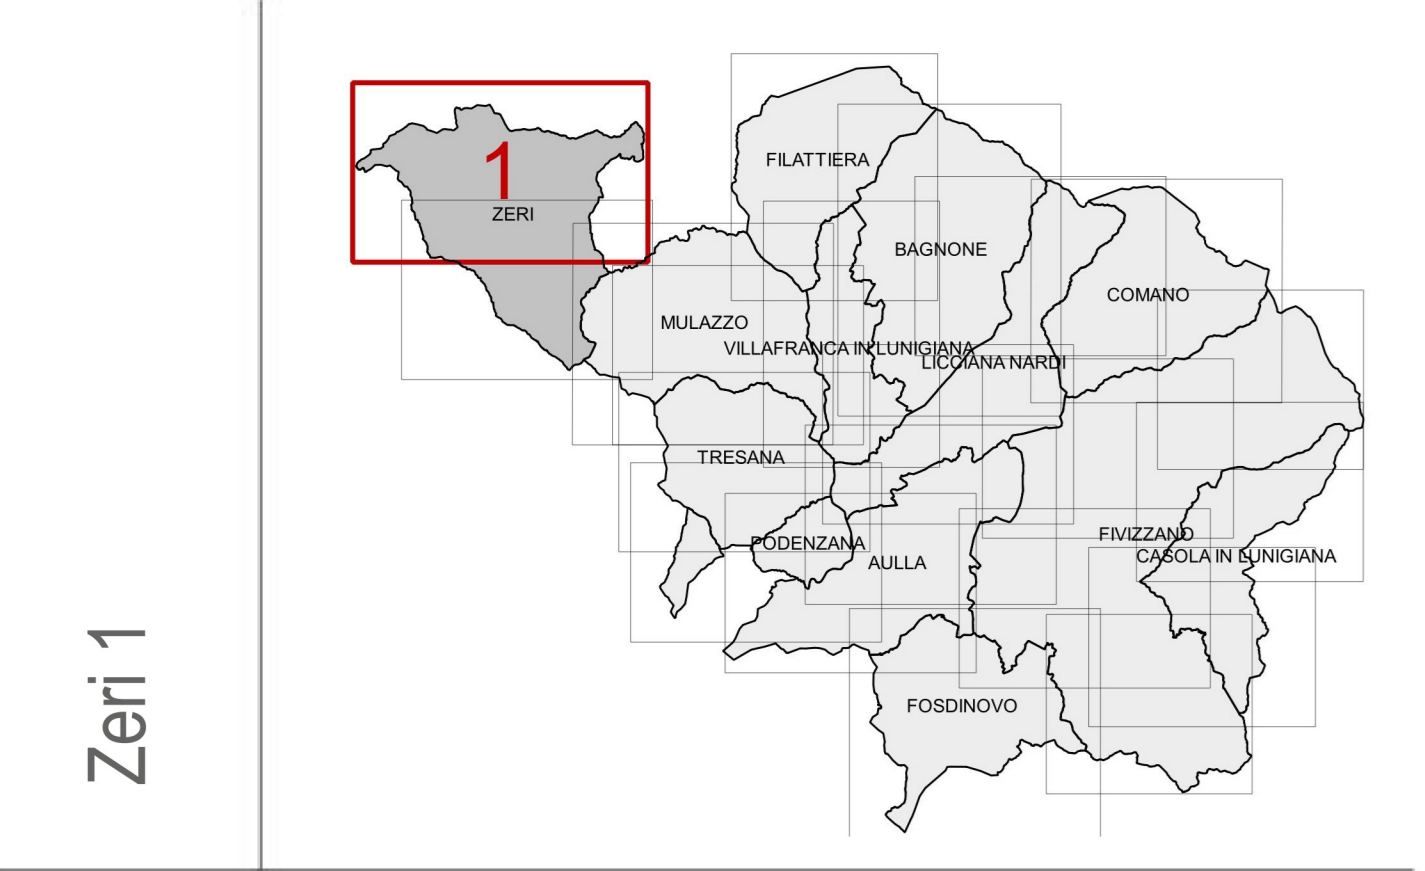 Zeri 1
1
ZERI
FILATTIERA
BAGNONE
COMANO
MULAZZO
VILLAFRANCA IN LUNIGIANA
LICCIANA NARDI
TRESANA
PODENZANA
AULLA
FIVIZZANO
CASOLA IN LUNIGIANA
FOSDINOVO